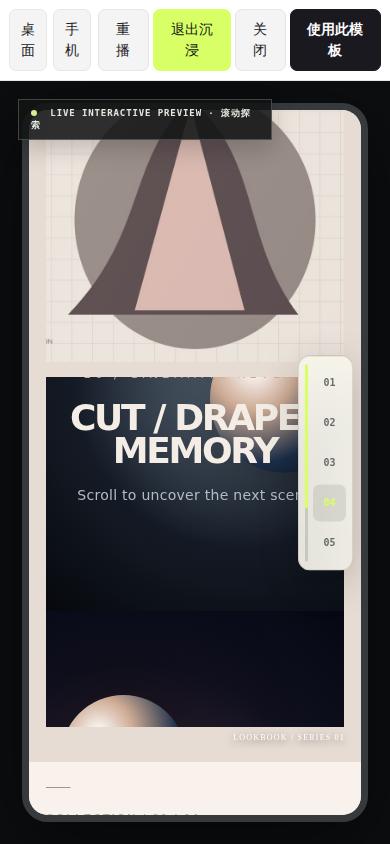 桌面
手机
重播
退出沉浸
关闭
使用此模板
LIVE INTERACTIVE PREVIEW · 滚动探索
CUT / DRAPE
MEMORY
Scroll to uncover the next
01
02
03
04
05
LOOKBOOK / SERIES 01